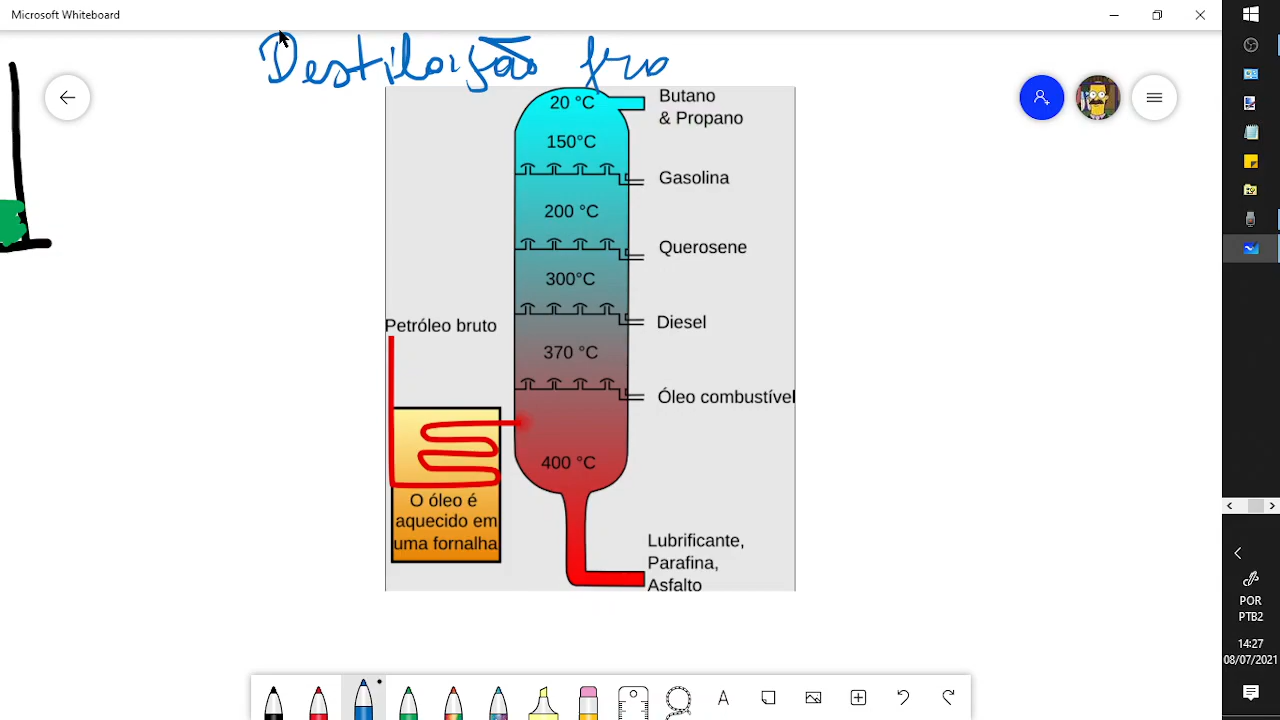 Microsoft Whiteboard
Destilação fra
20 °C
Butano
& Propano
150°C
Gasolina
200 °C
Querosene
300°C
Diesel
Petróleo bruto
370 °C
Óleo combustível
400 °C
O óleo é
aquecido em
uma fornalha
Lubrificante,
Parafina,
Asfalto
A
POR
PTB2
14:27
08/07/2021